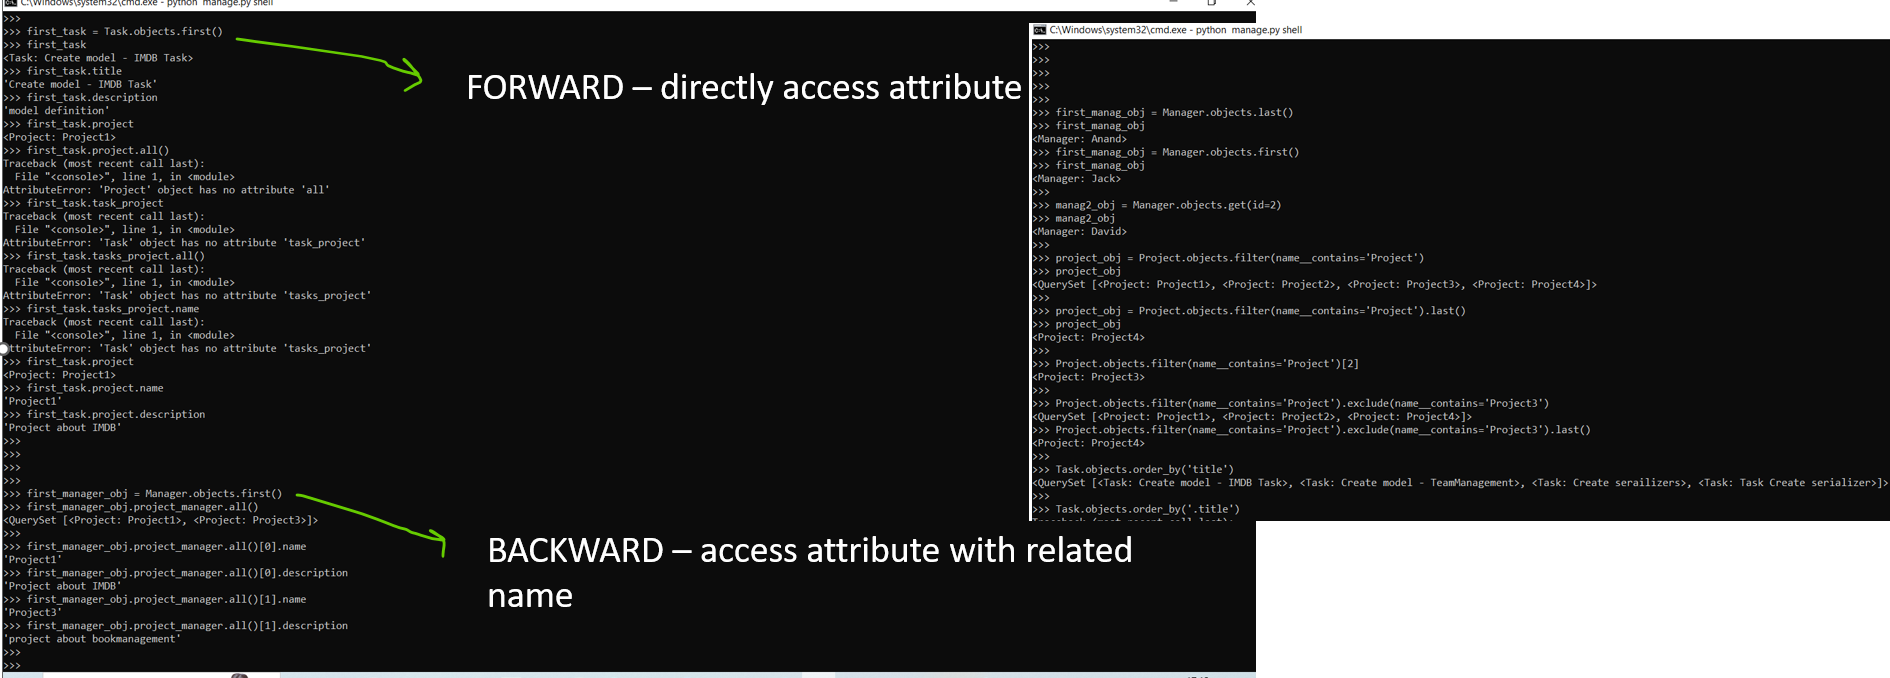 C:\Windows\system32\cmd.exe - python  manage.py shell
>>>
>>> first_task = Task.objects.first()
>>> first_task
<Task: Create model - IMDB Task>
>>> first_task.title
'Create model - IMDB Task'
>>> first_task.description
'model definition'
>>> first_task.project
<Project: Project1>
>>> first_task.project.all()
Traceback (most recent call last):
  File "<console>", line 1, in <module>
AttributeError: 'Project' object has no attribute 'all'
>>> first_task.task_project
Traceback (most recent call last):
  File "<console>", line 1, in <module>
AttributeError: 'Task' object has no attribute 'task_project'
>>> first_task.tasks_project.all()
Traceback (most recent call last):
  File "<console>", line 1, in <module>
AttributeError: 'Task' object has no attribute 'tasks_project'
>>> first_task.tasks_project.name
Traceback (most recent call last):
  File "<console>", line 1, in <module>
AttributeError: 'Task' object has no attribute 'tasks_project'
>>> first_task.project
<Project: Project1>
>>> first_task.project.name
'Project1'
>>> first_task.project.description
'Project about IMDB'
>>>
>>>
>>>
>>> first_manager_obj = Manager.objects.first()
>>> first_manager_obj.project_manager.all()
<QuerySet [<Project: Project1>, <Project: Project3>]>
>>>
>>> first_manager_obj.project_manager.all()[0].name
'Project1'
>>> first_manager_obj.project_manager.all()[0].description
'Project about IMDB'
>>> first_manager_obj.project_manager.all()[1].name
'Project3'
>>> first_manager_obj.project_manager.all()[1].description
'project about bookmanagement'
>>>
>>>
FORWARD – directly access attribute
BACKWARD – access attribute with related
name
C:\Windows\system32\cmd.exe - python  manage.py shell
>>>
>>>
>>>
>>>
>>>
>>> first_manag_obj = Manager.objects.last()
>>> first_manag_obj
<Manager: Anand>
>>> first_manag_obj = Manager.objects.first()
>>> first_manag_obj
<Manager: Jack>
>>>
>>> manag2_obj = Manager.objects.get(id=2)
>>> manag2_obj
<Manager: David>
>>>
>>> project_obj = Project.objects.filter(name__contains='Project')
>>> project_obj
<QuerySet [<Project: Project1>, <Project: Project2>, <Project: Project3>, <Project: Project4>]>
>>>
>>> project_obj = Project.objects.filter(name__contains='Project').last()
>>> project_obj
<Project: Project4>
>>>
>>> Project.objects.filter(name__contains='Project')[2]
<Project: Project3>
>>>
>>> Project.objects.filter(name__contains='Project').exclude(name__contains='Project3')
<QuerySet [<Project: Project1>, <Project: Project2>, <Project: Project4>]>
>>> Project.objects.filter(name__contains='Project').exclude(name__contains='Project3').last()
<Project: Project4>
>>>
>>> Task.objects.order_by('title')
<QuerySet [<Task: Create model - IMDB Task>, <Task: Create model - TeamManagement>, <Task: Create serailizers>, <Task: Task Create serializer>]>
>>>
>>> Task.objects.order_by('.title')